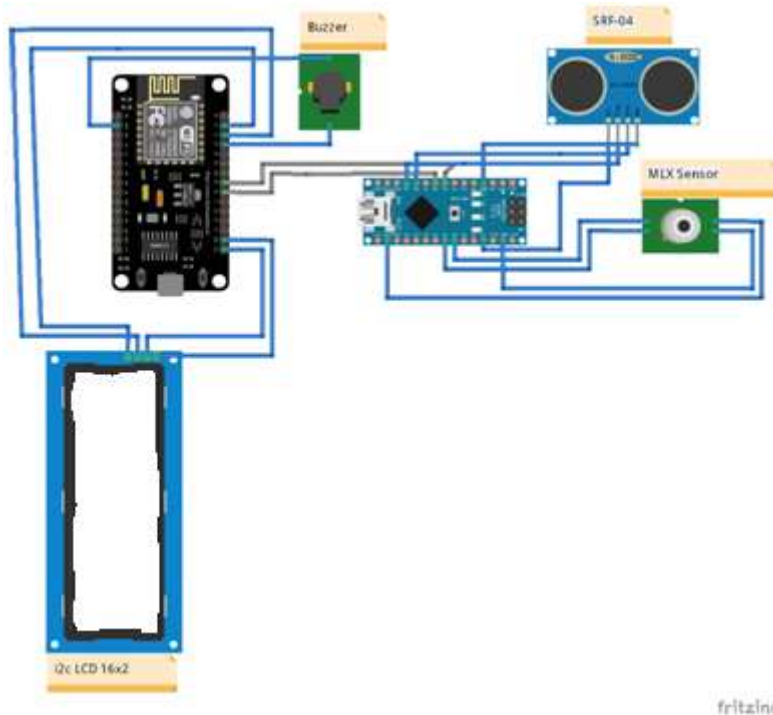 Buzzer
SRF-04
MLX Sensor
i2c LCD 16x2
fritzing